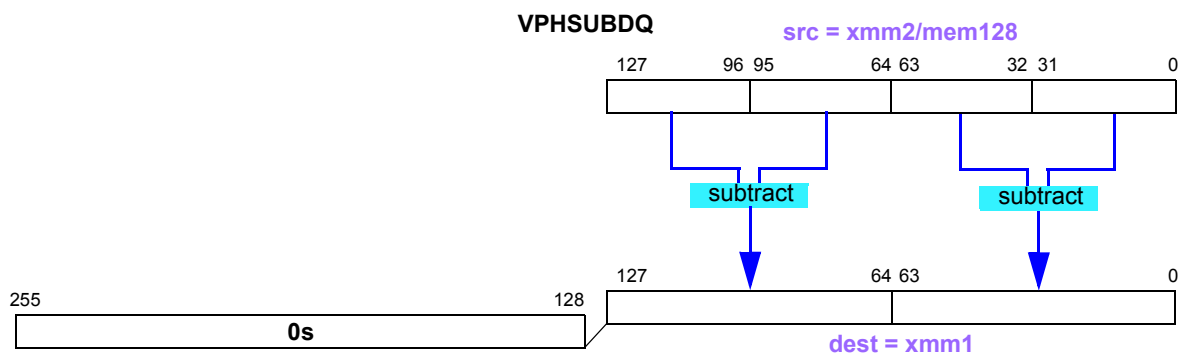 VPHSUBDQ
src = xmm2/mem128
127 96 95 64 63 32 31 0
subtract subtract
127 64 63 0
255 128
0s
dest = xmm1